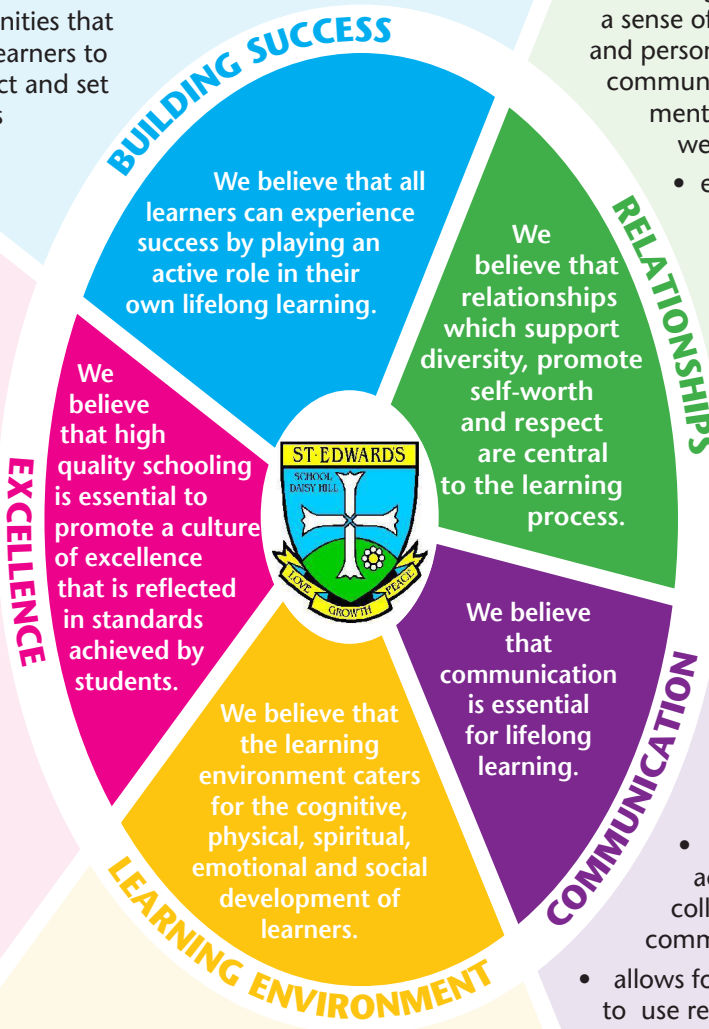 earners to
ct and set
BUILDING SUCCESS
We believe that all
learners can experience
success by playing an
active role in their
own lifelong learning.
a sense of
and person
commun
ment
we
• e
RELATIONSHIPS
We
believe that
relationships
which support
diversity, promote
self-worth
and respect
are central
to the learning
process.
EXCELLENCE
We
believe
that high
quality schooling
is essential to
promote a culture
of excellence
that is reflected
in standards
achieved by
students.
ST·EDWARD'S
SCHOOL
DAISY HILL
LOVE
GROWTH
PEACE
We believe
that
communication
is essential
for lifelong
learning.
COMMUNICATION
We believe that
the learning
environment caters
for the cognitive,
physical, spiritual,
emotional and social
development of
learners.
LEARNING ENVIRONMENT
•
ac
coll
comm
• allows fo
to use re